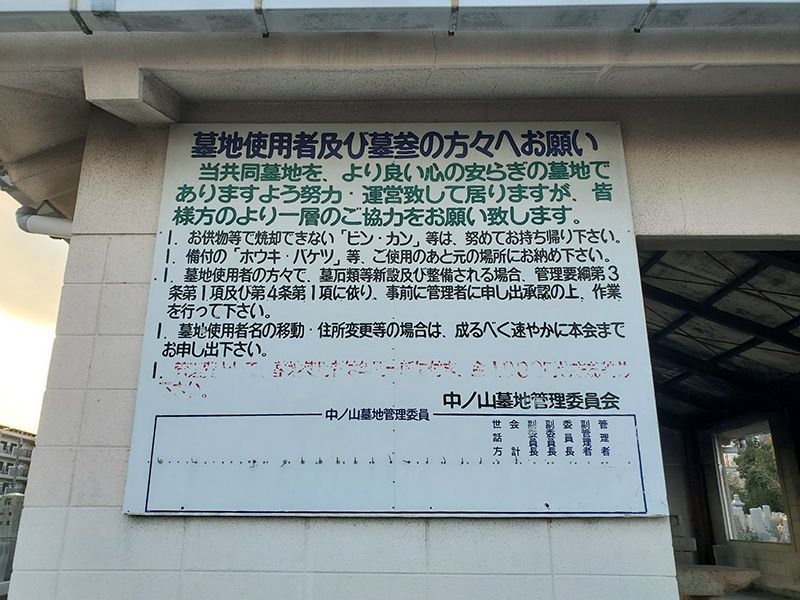 墓地使用者及び墓参の方々へお願い
当共同墓地を、より良い心の安らぎの墓地で
ありますよう努力・運営致して居りますが、皆
様方のより一層のご協力をお願い致します。
1. お供物等で焼却できない「ビン・カン」等は、努めてお持ち帰り下さい。
1. 備付の「ホウキ・バケツ」等、ご使用のあと元の場所にお納め下さい。
1. 墓地使用者の方々で、墓石類等新設及び整備される場合、管理要綱第3
条第1項及び第4条第1項に依り、事前に管理者に申し出承認の上、作業
を行って下さい。
1. 墓地使用者名の移動・住所変更等の場合は、成るべく速やかに本会まで
お申し出下さい。
1.
下さい。
中ノ山墓地管理委員会
中ノ山墓地管理委員
管理者
副管理者
委員長
副委員長
副委員長
会計
世話方